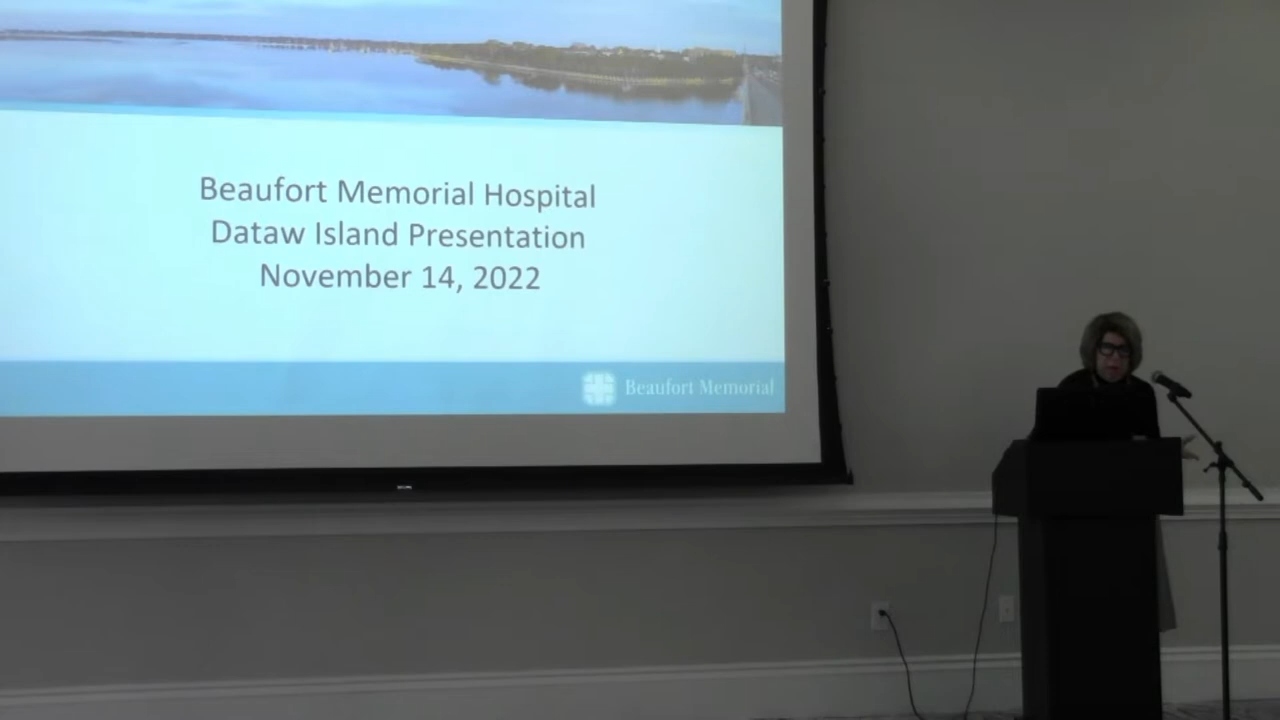 Beaufort Memorial Hospital
Dataw Island Presentation
November 14, 2022
Beaufort Memorial